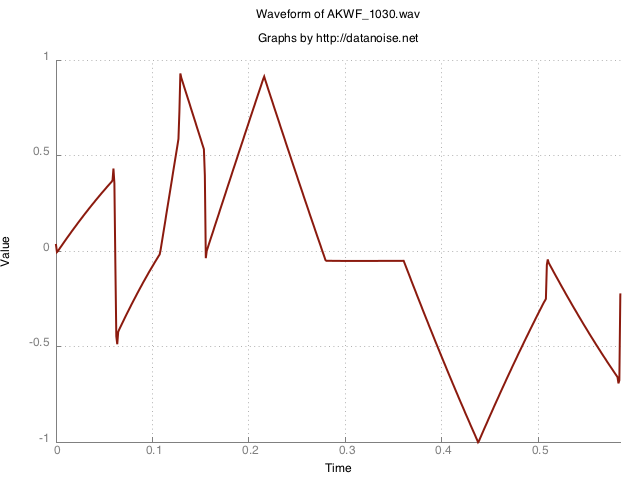 Waveform of AKWF_1030.wav
Graphs by http://datanoise.net
1
0.5
0
-0.5
-1
Value
0 0.1 0.2 0.3 0.4 0.5
Time